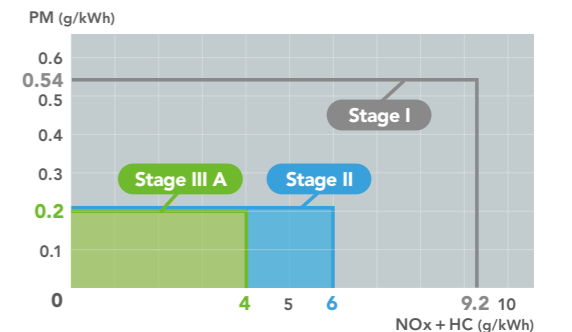 PM (g/kWh)
0.6
0.54
0.5
Stage I
0.4
0.3
Stage III A
Stage II
0.2
0.1
0
4
5
6
9.2
10
NOx + HC (g/kWh)